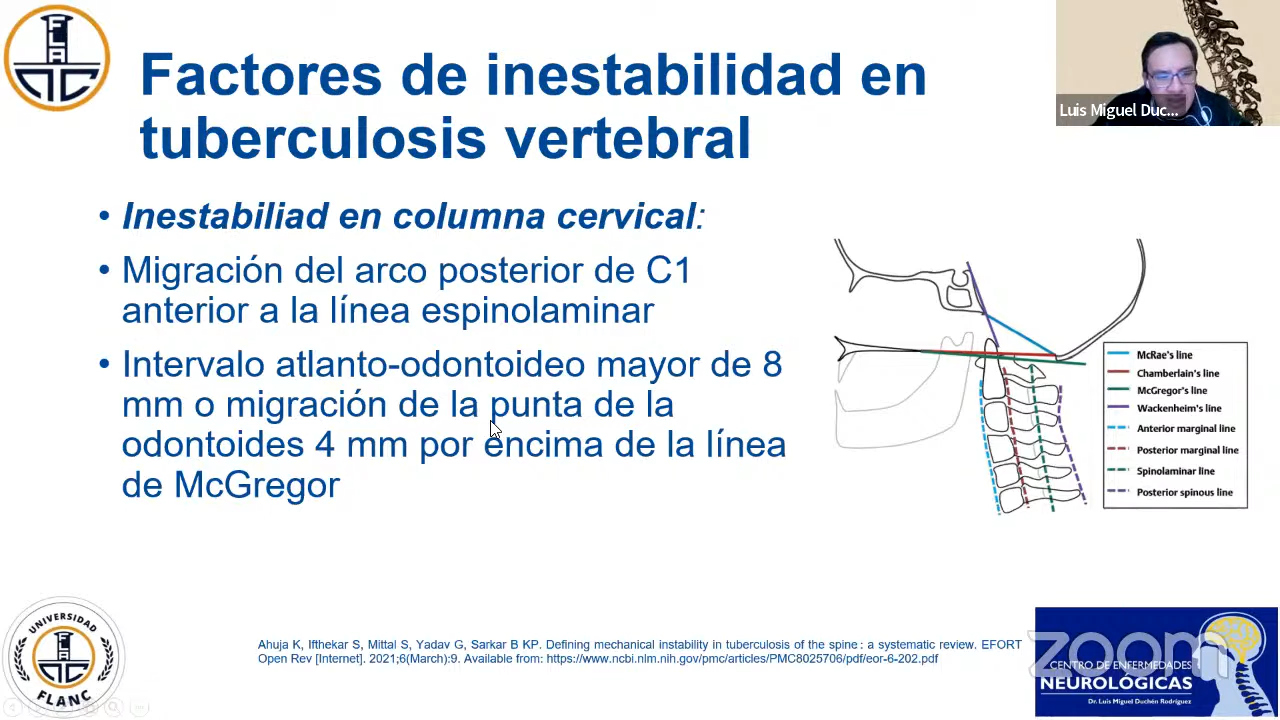 Factores de inestabilidad en
tuberculosis vertebral
Luis Miguel Duc...
• Inestabiliad en columna cervical:
• Migración del arco posterior de C1
anterior a la línea espinolaminar
• Intervalo atlanto-odontoideo mayor de 8
mm o migración de la punta de la
odontoides 4 mm por encima de la línea
de McGregor
McRae's line
Chamberlain's line
McGregor's line
Wackenheim's line
Anterior marginal line
Posterior marginal line
Spinolaminar line
Posterior spinous line
UNIVERSIDAD
FLANC
Ahuja K, Ifthekar S, Mittal S, Yadav G, Sarkar B KP. Defining mechanical instability in tuberculosis of the spine : a systematic review. EFORT
Open Rev [Internet]. 2021;6(March):9. Available from: https://www.ncbi.nlm.nih.gov/pmc/articles/PMC8025706/pdf/eor-6-202.pdf
zoom
CENTRO DE ENFERMEDADES
NEUROLOGICAS
Dr. Luis Miguel Duchén Rodríguez